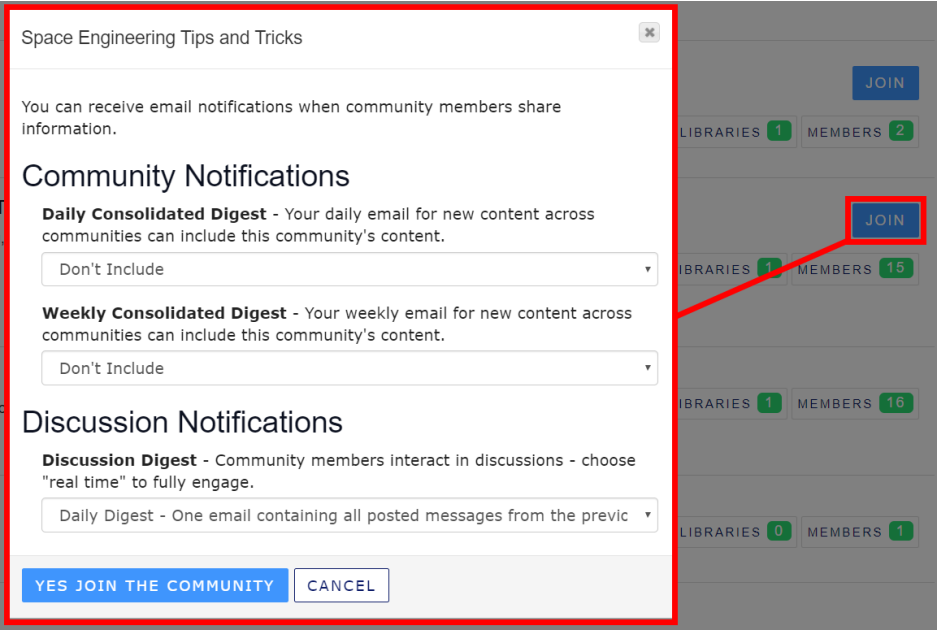 Space Engineering Tips and Tricks
You can receive email notifications when community members share
information.
Community Notifications
Daily Consolidated Digest - Your daily email for new content across
communities can include this community's content.
Don't Include
Weekly Consolidated Digest - Your weekly email for new content across
communities can include this community's content.
Don't Include
Discussion Notifications
Discussion Digest - Community members interact in discussions - choose
"real time" to fully engage.
Daily Digest - One email containing all posted messages from the previc
YES JOIN THE COMMUNITY CANCEL
JOIN
LIBRARIES 1 MEMBERS 2
JOIN
IBRARIES 1 MEMBERS 15
IBRARIES 1 MEMBERS 16
LIBRARIES 0 MEMBERS 1